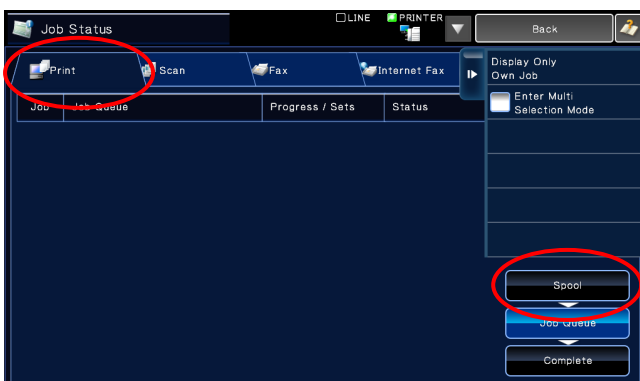 Job Status
LINE
PRINTER
Back
Print
Scan
Fax
Internet Fax
Display Only
Own Job
Enter Multi
Selection Mode
Job
Job Queue
Progress / Sets
Status
Spool
Job Queue
Complete